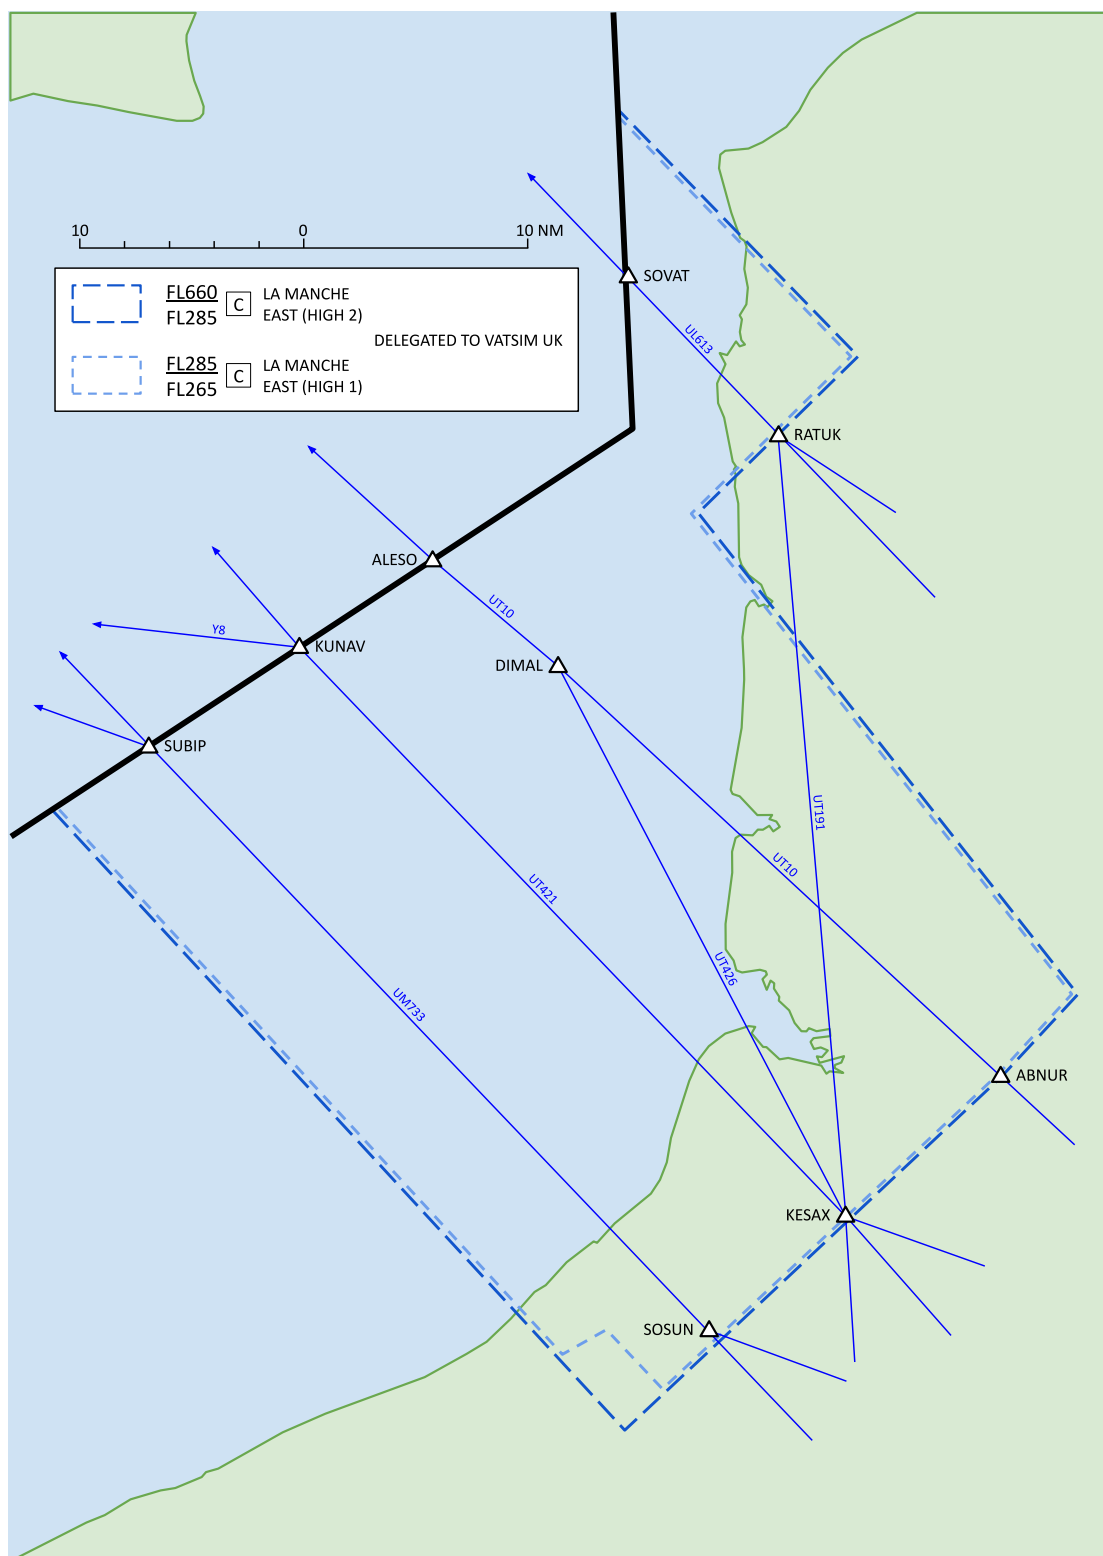 10 0 10 NM
SOVAT
FL660
FL285
C
LA MANCHE
EAST (HIGH 2)
DELEGATED TO VATSIM UK
FL285
FL265
C
LA MANCHE
EAST (HIGH 1)
UL613
RATUK
ALESO
UT10
Y8
KUNAV
DIMAL
SUBIP
UT191
UT10
UT421
UT426
UM733
ABNUR
KESAX
SOSUN